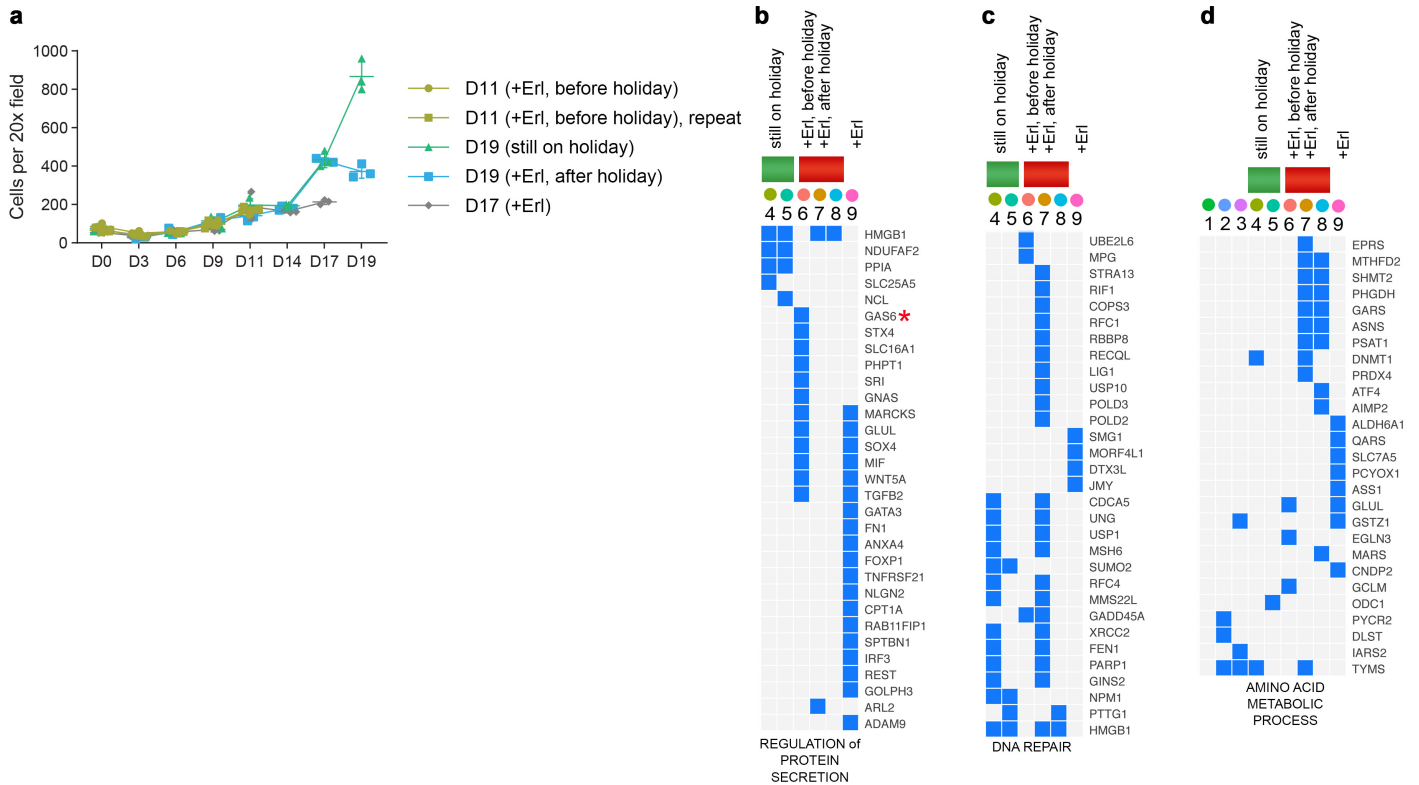 a
1000
800
600
400
200
0
Cells per 20x field
D0 D3 D6 D9 D11 D14 D17 D19
D11 (+Erl, before holiday)
D11 (+Erl, before holiday), repeat
D19 (still on holiday)
D19 (+Erl, after holiday)
D17 (+Erl)
b
still on holiday
+Erl, before holiday
+Erl, after holiday
+Erl
4 5 6 7 8 9
HMGB1
NDUFAF2
PPIA
SLC25A5
NCL
GAS6*
STX4
SLC16A1
PHPT1
SRI
GNAS
MARCKS
GLUL
SOX4
MIF
WNT5A
TGFB2
GATA3
FN1
ANXA4
FOXP1
TNFRSF21
NLGN2
CPT1A
RAB11FIP1
SPTBN1
IRF3
REST
GOLPH3
ARL2
ADAM9
REGULATION of
PROTEIN
SECRETION
c
still on holiday
+Erl, before holiday
+Erl, after holiday
+Erl
4 5 6 7 8 9
UBE2L6
MPG
STRA13
RIF1
COPS3
RFC1
RBBP8
RECQL
LIG1
USP10
POLD3
POLD2
SMG1
MORF4L1
DTX3L
JMY
CDCA5
UNG
USP1
MSH6
SUMO2
RFC4
MMS22L
GADD45A
XRCC2
FEN1
PARP1
GINS2
NPM1
PTTG1
HMGB1
DNA REPAIR
d
still on holiday
+Erl, before holiday
+Erl, after holiday
+Erl
1 2 3 4 5 6 7 8 9
EPRS
MTHFD2
SHMT2
PHGDH
GARS
ASNS
PSAT1
DNMT1
PRDX4
ATF4
AIMP2
ALDH6A1
QARS
SLC7A5
PCYOX1
ASS1
GLUL
GSTZ1
EGLN3
MARS
CNDP2
GCLM
ODC1
PYCR2
DLST
IARS2
TYMS
AMINO ACID
METABOLIC
PROCESS